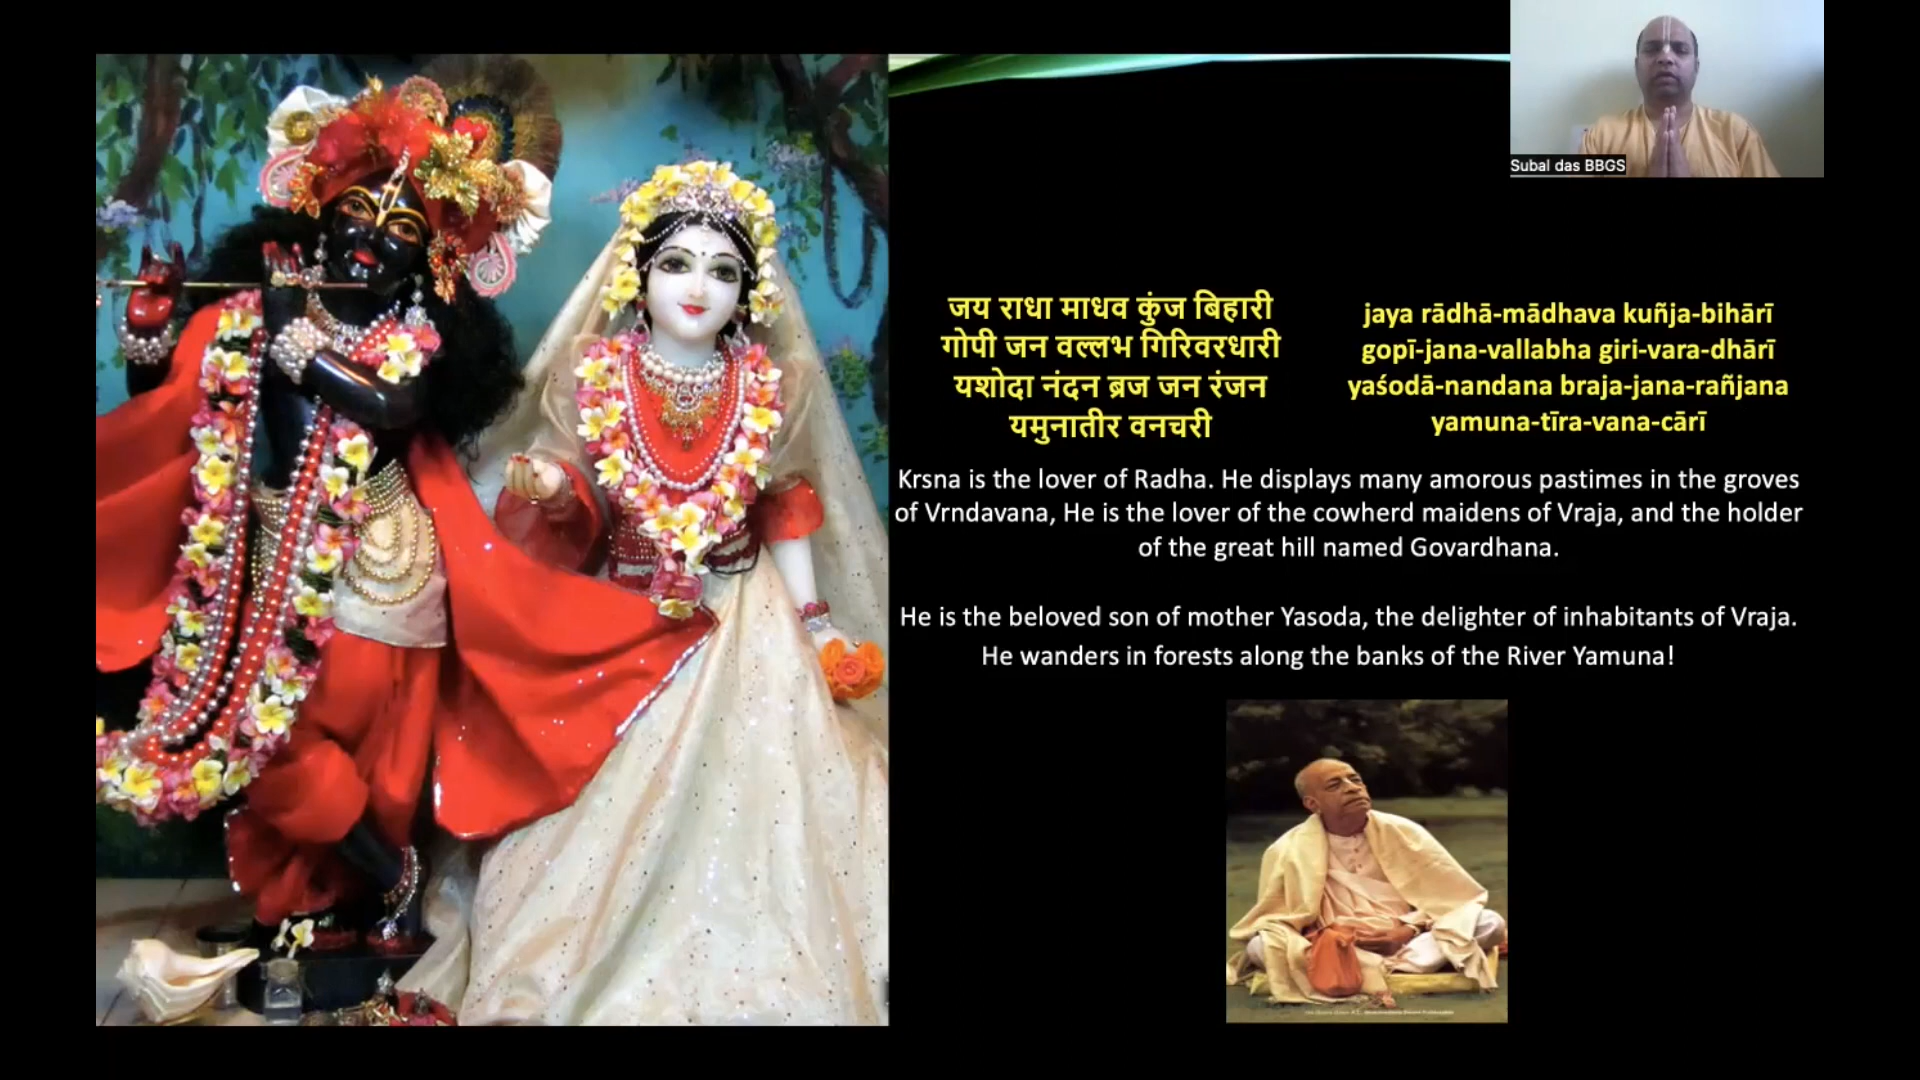 Subal das BBGS
जय राधा माधव कुंज बिहारी
गोपी जन वल्लभ गिरिवरधारी
यशोदा नंदन ब्रज जन रंजन
यमुनातीर वनचरी
jaya rādhā-mādhava kuñja-bihārī
gopī-jana-vallabha giri-vara-dhārī
yaśodā-nandana braja-jana-rañjana
yamuna-tīra-vana-cārī
Krsna is the lover of Radha. He displays many amorous pastimes in the groves
of Vrndavana, He is the lover of the cowherd maidens of Vraja, and the holder
of the great hill named Govardhana.
He is the beloved son of mother Yasoda, the delighter of inhabitants of Vraja.
He wanders in forests along the banks of the River Yamuna!